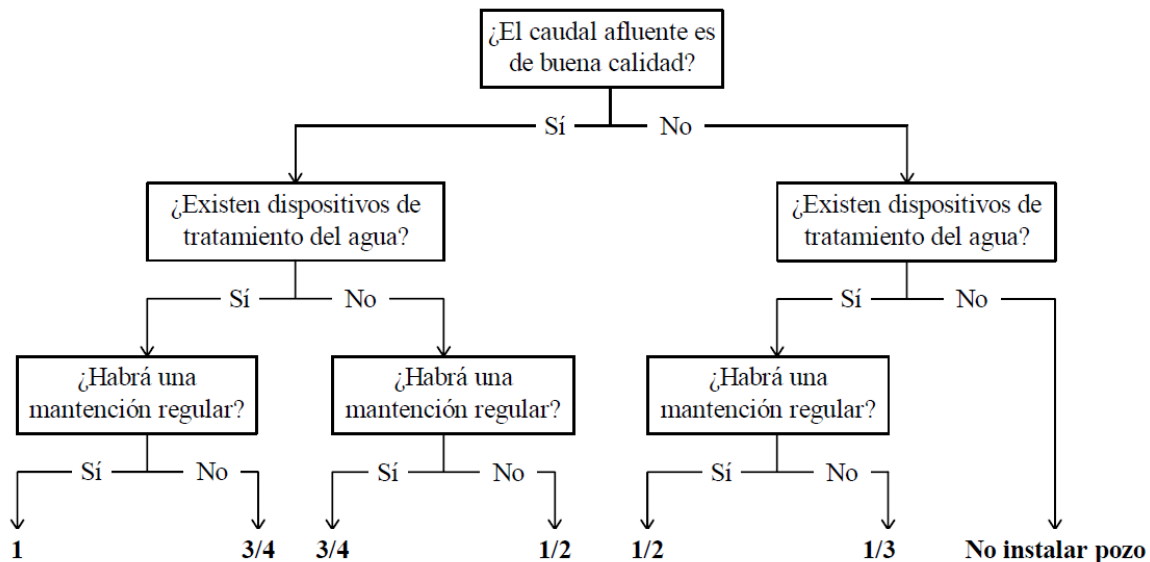 ¿El caudal afluente es
de buena calidad?
Sí No
¿Existen dispositivos de
tratamiento del agua?
¿Existen dispositivos de
tratamiento del agua?
Sí No
Sí No
¿Habrá una
mantención regular?
¿Habrá una
mantención regular?
¿Habrá una
mantención regular?
Sí No
Sí No
Sí No
1 3/4 3/4 1/2 1/2 1/3 No instalar pozo